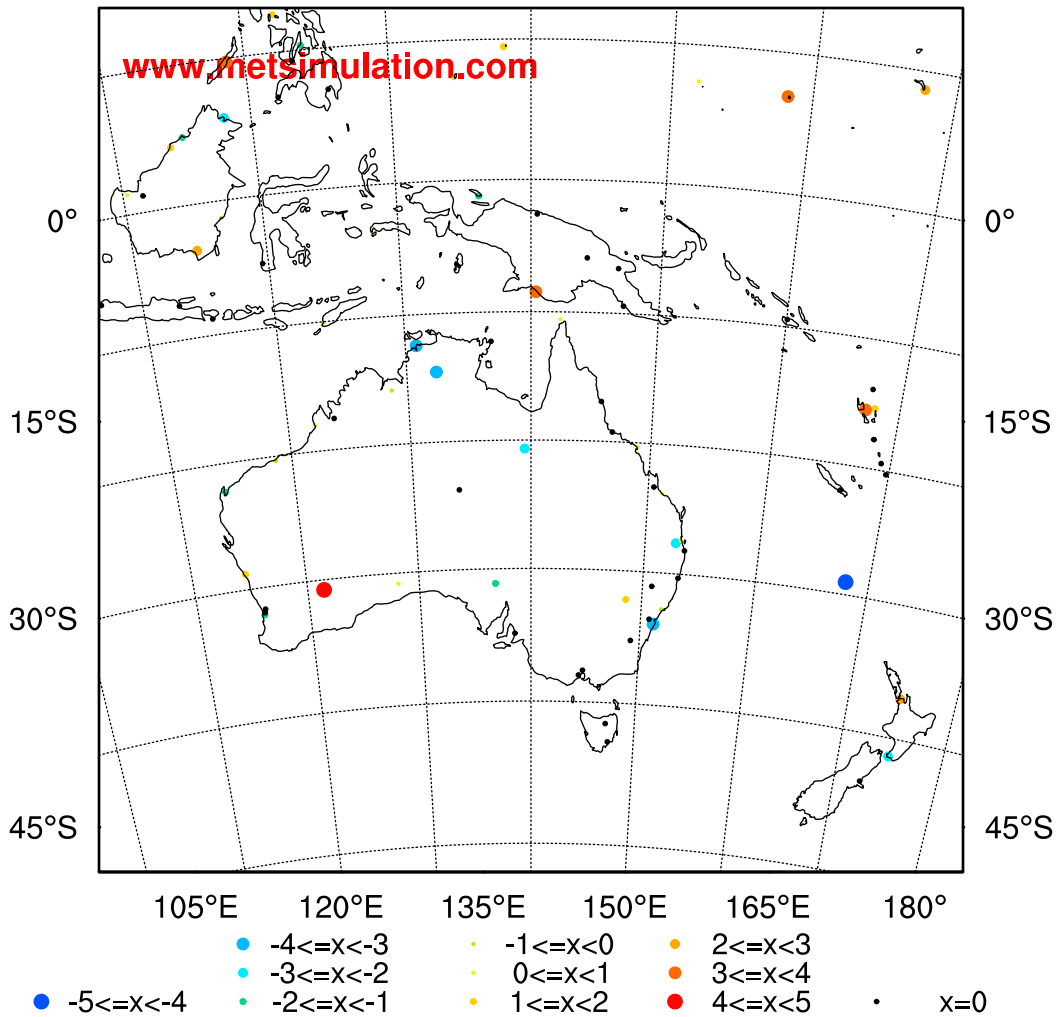 www.metsimulation.com
0° 0°
15°S 15°S
30°S 30°S
45°S 45°S
105°E 120°E 135°E 150°E 165°E 180°
-4<=x<-3 -1<=x<0 2<=x<3
-3<=x<-2 0<=x<1 3<=x<4
-5<=x<-4 -2<=x<-1 1<=x<2 4<=x<5 x=0